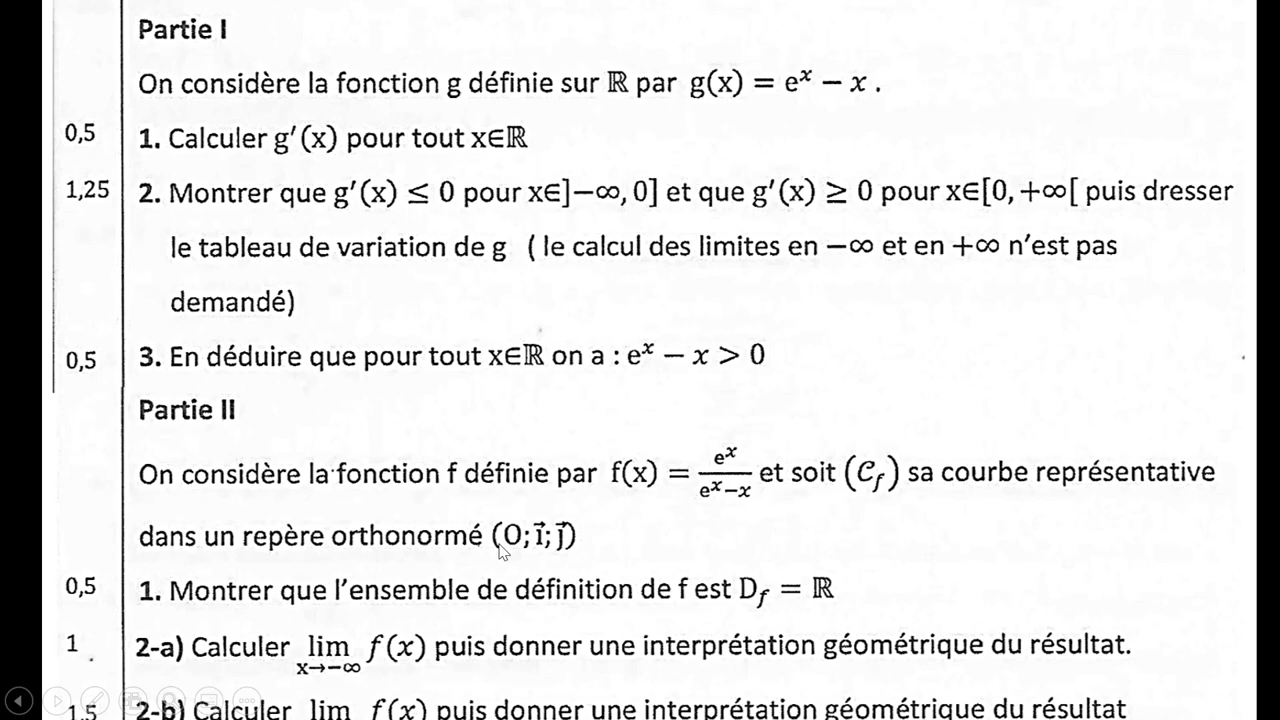 Partie I
On considère la fonction g définie sur ℝ par g(x) = eˣ − x .
0,5 1. Calculer g′(x) pour tout x∈ℝ
1,25 2. Montrer que g′(x) ≤ 0 pour x∈]−∞, 0] et que g′(x) ≥ 0 pour x∈[0, +∞[ puis dresser
le tableau de variation de g ( le calcul des limites en −∞ et en +∞ n’est pas
demandé)
0,5 3. En déduire que pour tout x∈ℝ on a : eˣ − x > 0
Partie II
On considère la fonction f définie par f(x) = eˣ/(eˣ−x) et soit (𝒞f) sa courbe représentative
dans un repère orthonormé (O; i⃗; j⃗)
0,5 1. Montrer que l’ensemble de définition de f est Df = ℝ
1 2-a) Calculer lim x→−∞ f(x) puis donner une interprétation géométrique du résultat.
1,5 2-b) Calculer lim f(x) puis donner une interprétation géométrique du résultat